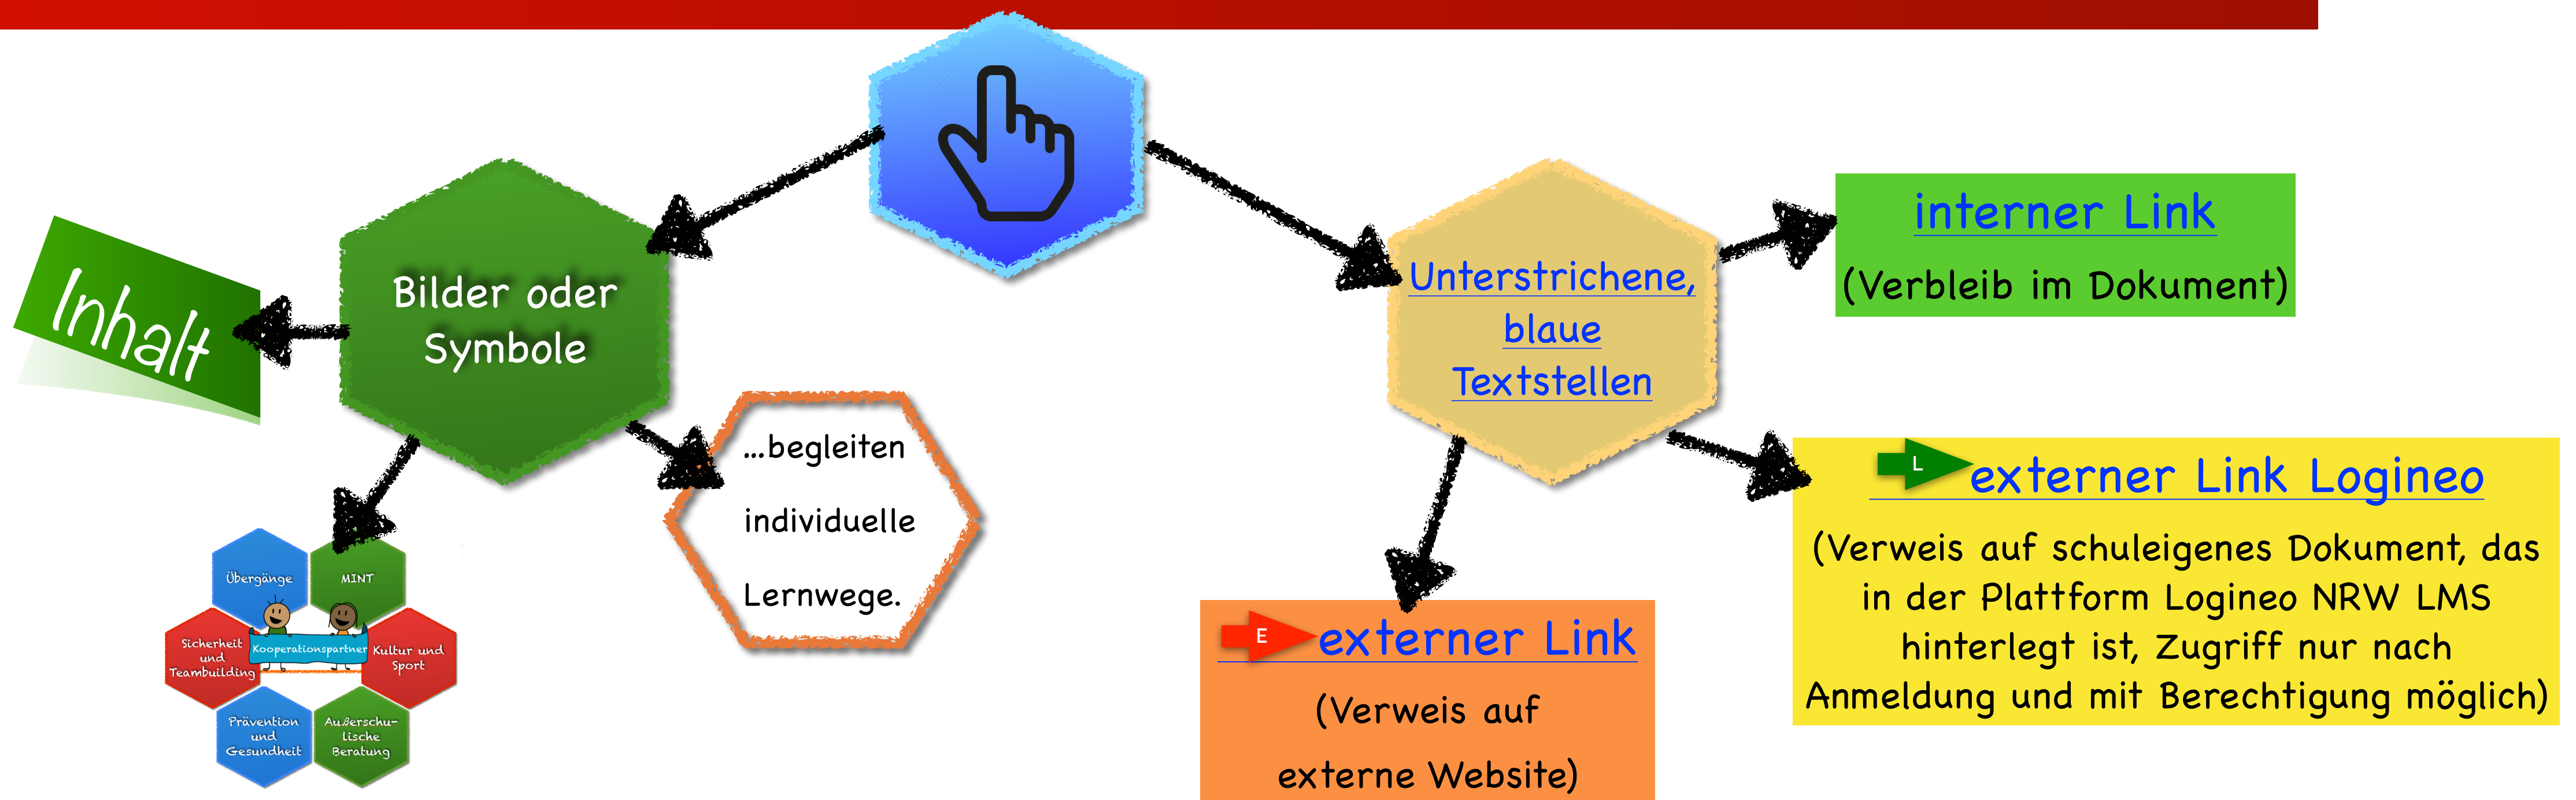 Inhalt
Bilder oder
Symbole
...begleiten
individuelle
Lernwege.
Übergänge
MINT
Sicherheit
und
Teambuilding
Kooperationspartner
Kultur und
Sport
Prävention
und
Gesundheit
Außerschu-
lische
Beratung
Unterstrichene,
blaue
Textstellen
interner Link
(Verbleib im Dokument)
L externer Link Logineo
(Verweis auf schuleigenes Dokument, das
in der Plattform Logineo NRW LMS
hinterlegt ist, Zugriff nur nach
Anmeldung und mit Berechtigung möglich)
E externer Link
(Verweis auf
externe Website)